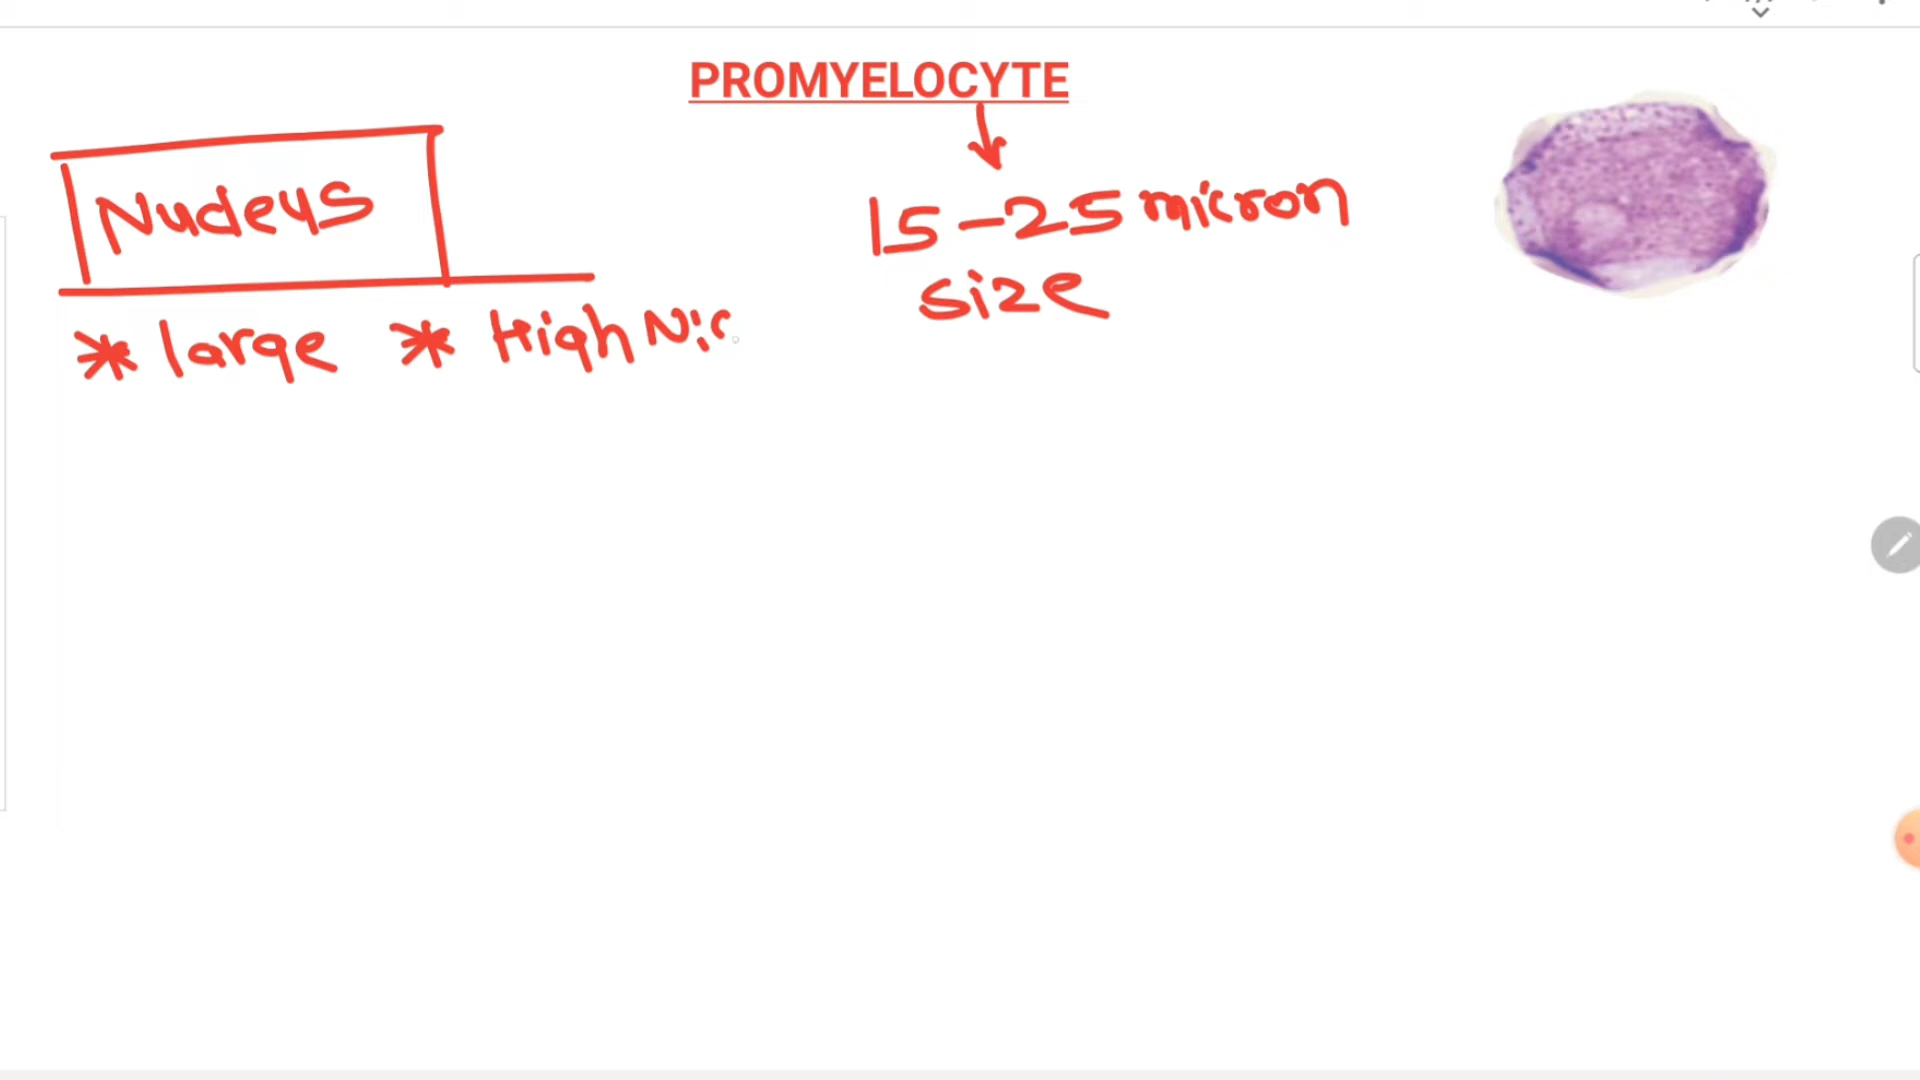 PROMYELOCYTE
15-25 micron
size
Nucleus
* large * High N:C